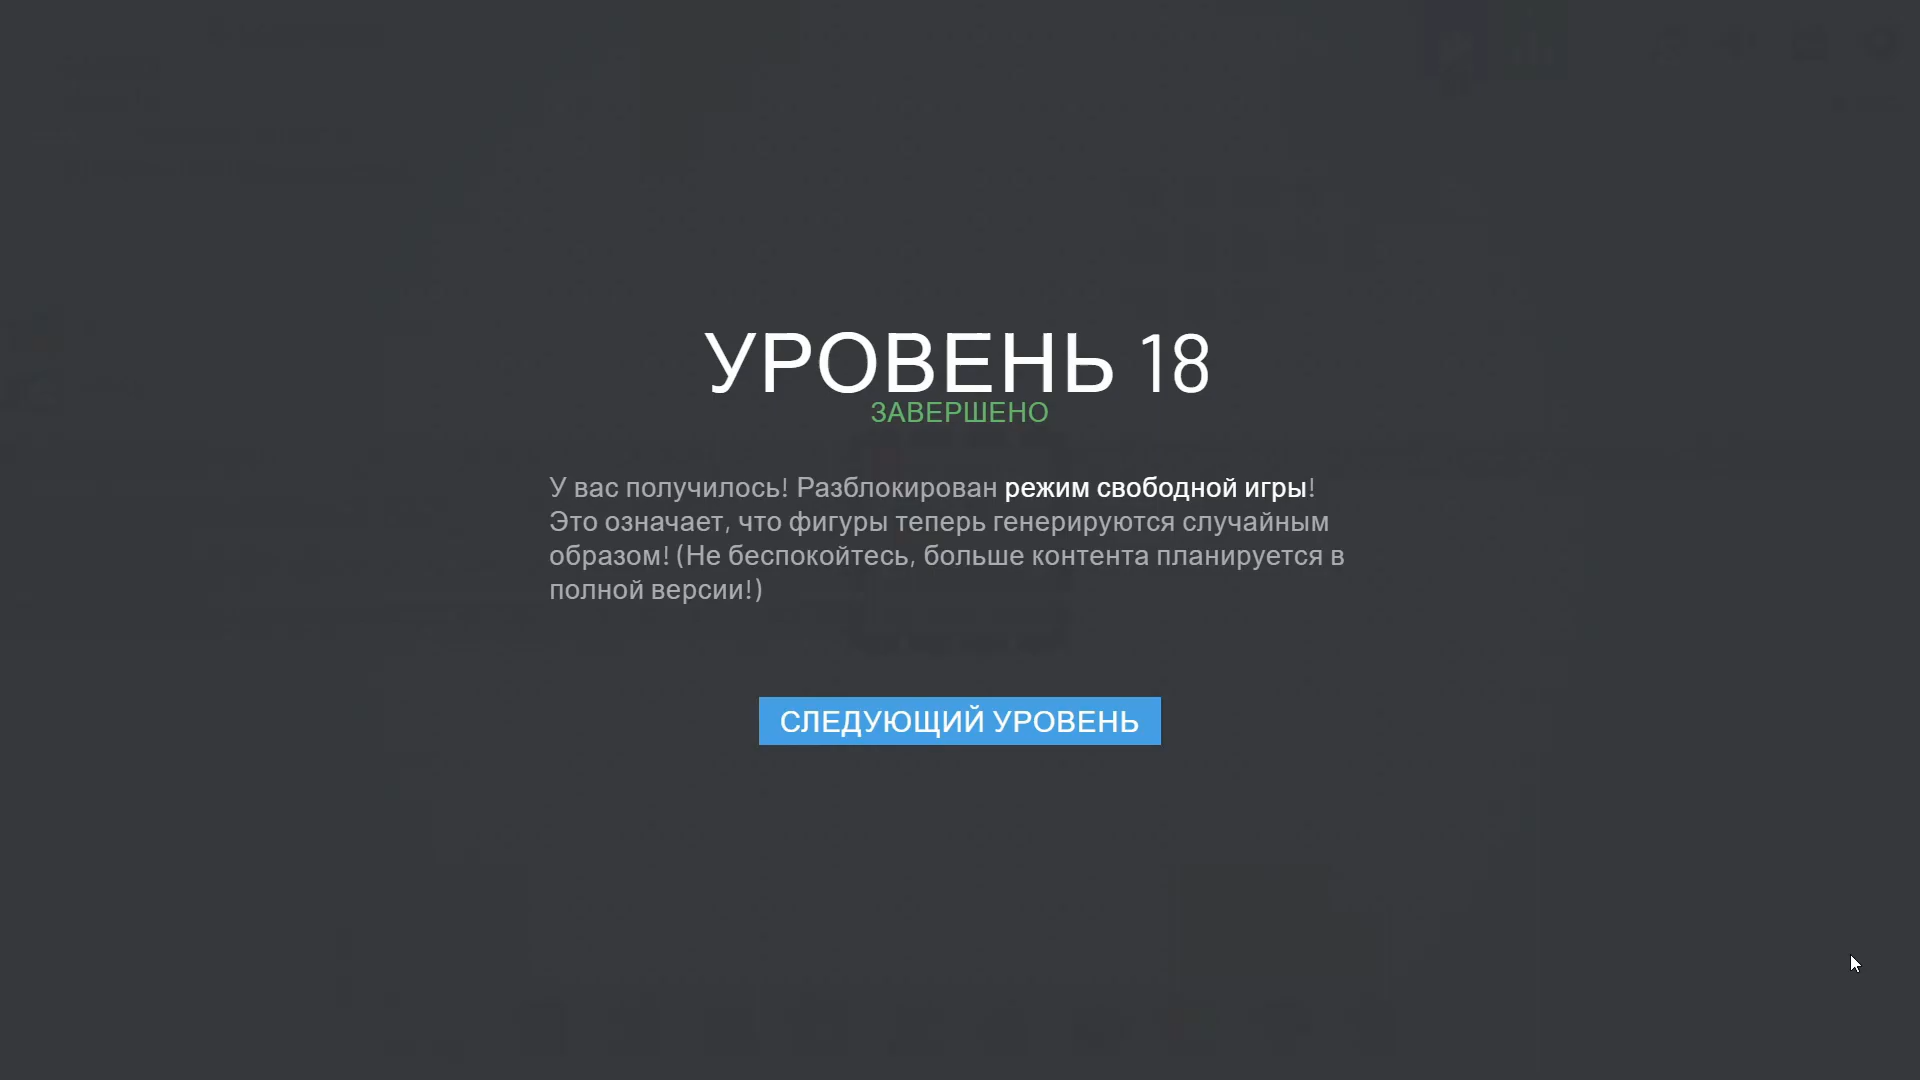 УРОВЕНЬ 18
ЗАВЕРШЕНО
У вас получилось! Разблокирован режим свободной игры!
Это означает, что фигуры теперь генерируются случайным
образом! (Не беспокойтесь, больше контента планируется в
полной версии!)
СЛЕДУЮЩИЙ УРОВЕНЬ